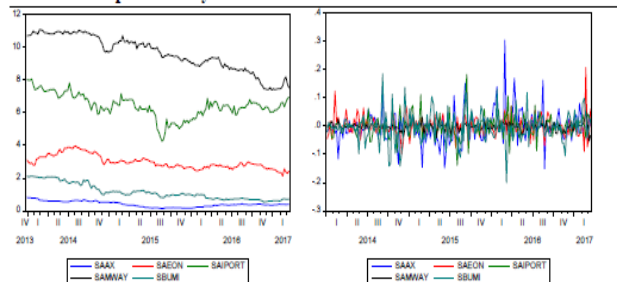 12
10
8
6
4
2
0
IV I II III IV I II III IV I II III IV I
2013 2014 2015 2016 2017
SAAX SAEON SAIPORT
SAMWAY SBUMI
.4
.3
.2
.1
.0
-.1
-.2
-.3
I II III IV I II III IV I II III IV I
2014 2015 2016 2017
SAAX SAEON SAIPORT
SAMWAY SBUMI